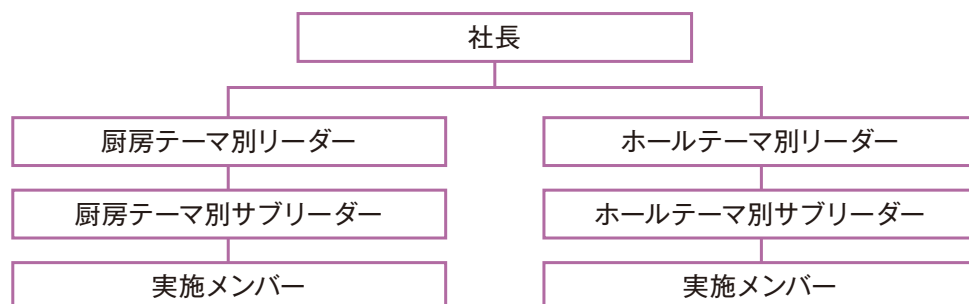 社長
厨房テーマ別リーダー
ホールテーマ別リーダー
厨房テーマ別サブリーダー
ホールテーマ別サブリーダー
実施メンバー
実施メンバー